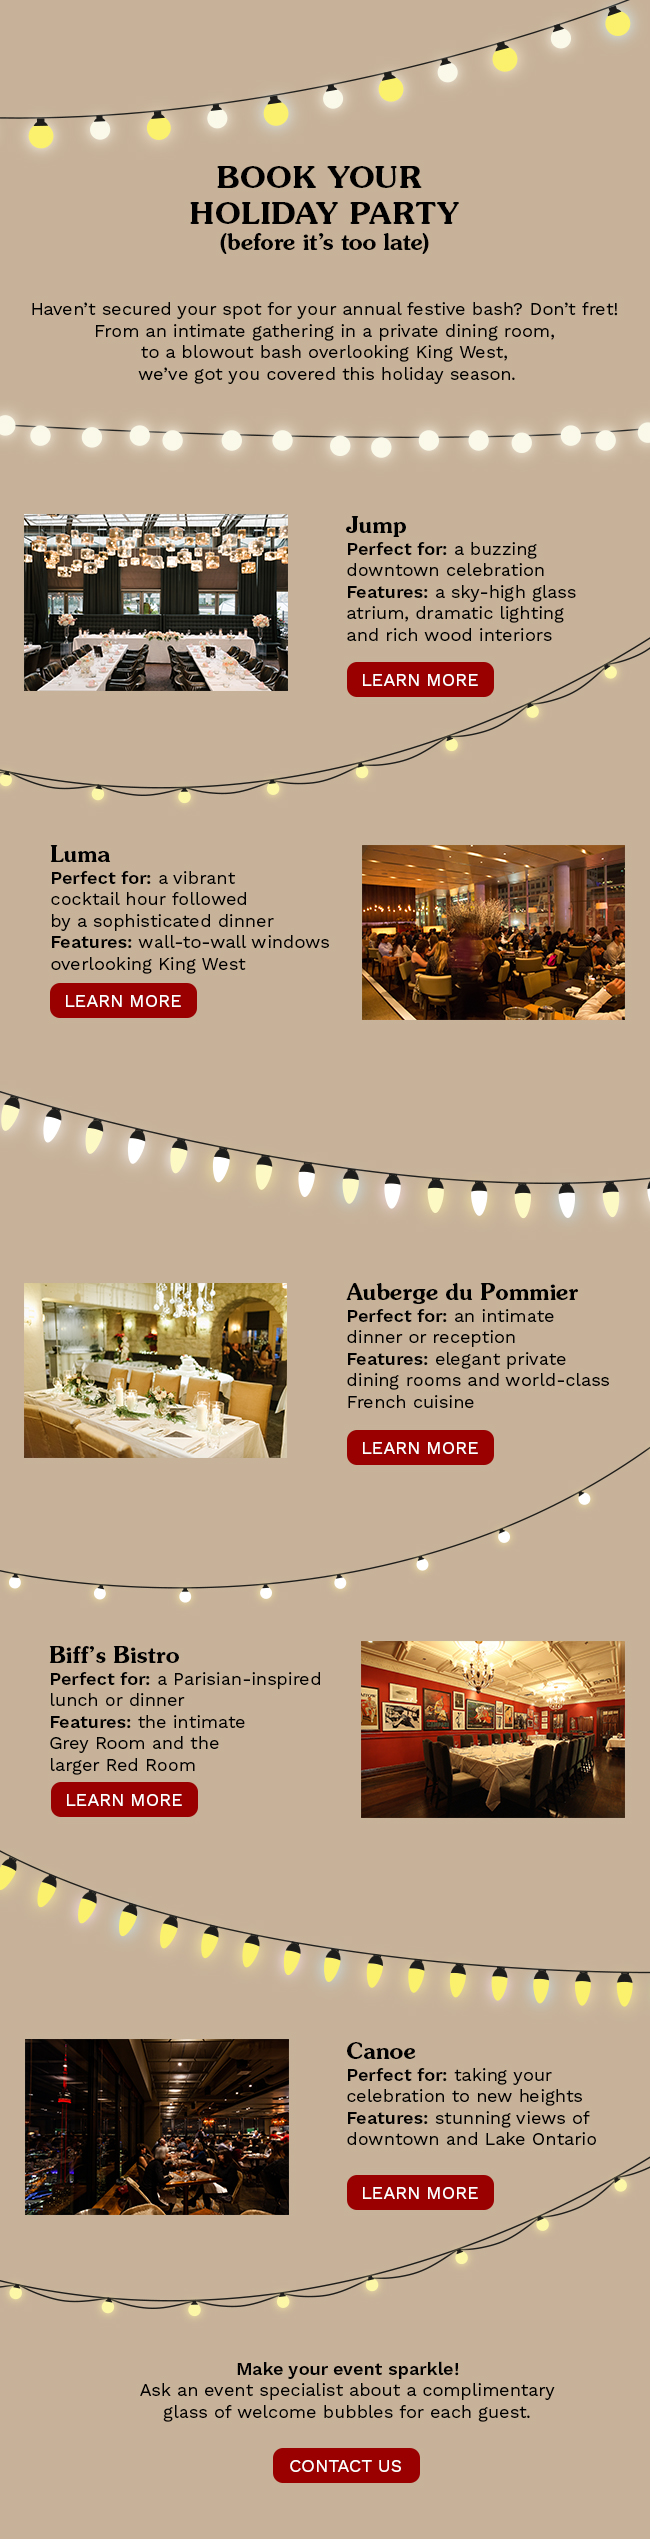 BOOK YOUR
HOLIDAY PARTY
(before it’s too late)
Haven’t secured your spot for your annual festive bash? Don’t fret!
From an intimate gathering in a private dining room,
to a blowout bash overlooking King West,
we’ve got you covered this holiday season.
Jump
Perfect for: a buzzing
downtown celebration
Features: a sky-high glass
atrium, dramatic lighting
and rich wood interiors
LEARN MORE
Luma
Perfect for: a vibrant
cocktail hour followed
by a sophisticated dinner
Features: wall-to-wall windows
overlooking King West
LEARN MORE
Auberge du Pommier
Perfect for: an intimate
dinner or reception
Features: elegant private
dining rooms and world-class
French cuisine
LEARN MORE
Biff’s Bistro
Perfect for: a Parisian-inspired
lunch or dinner
Features: the intimate
Grey Room and the
larger Red Room
LEARN MORE
Canoe
Perfect for: taking your
celebration to new heights
Features: stunning views of
downtown and Lake Ontario
LEARN MORE
Make your event sparkle!
Ask an event specialist about a complimentary
glass of welcome bubbles for each guest.
CONTACT US